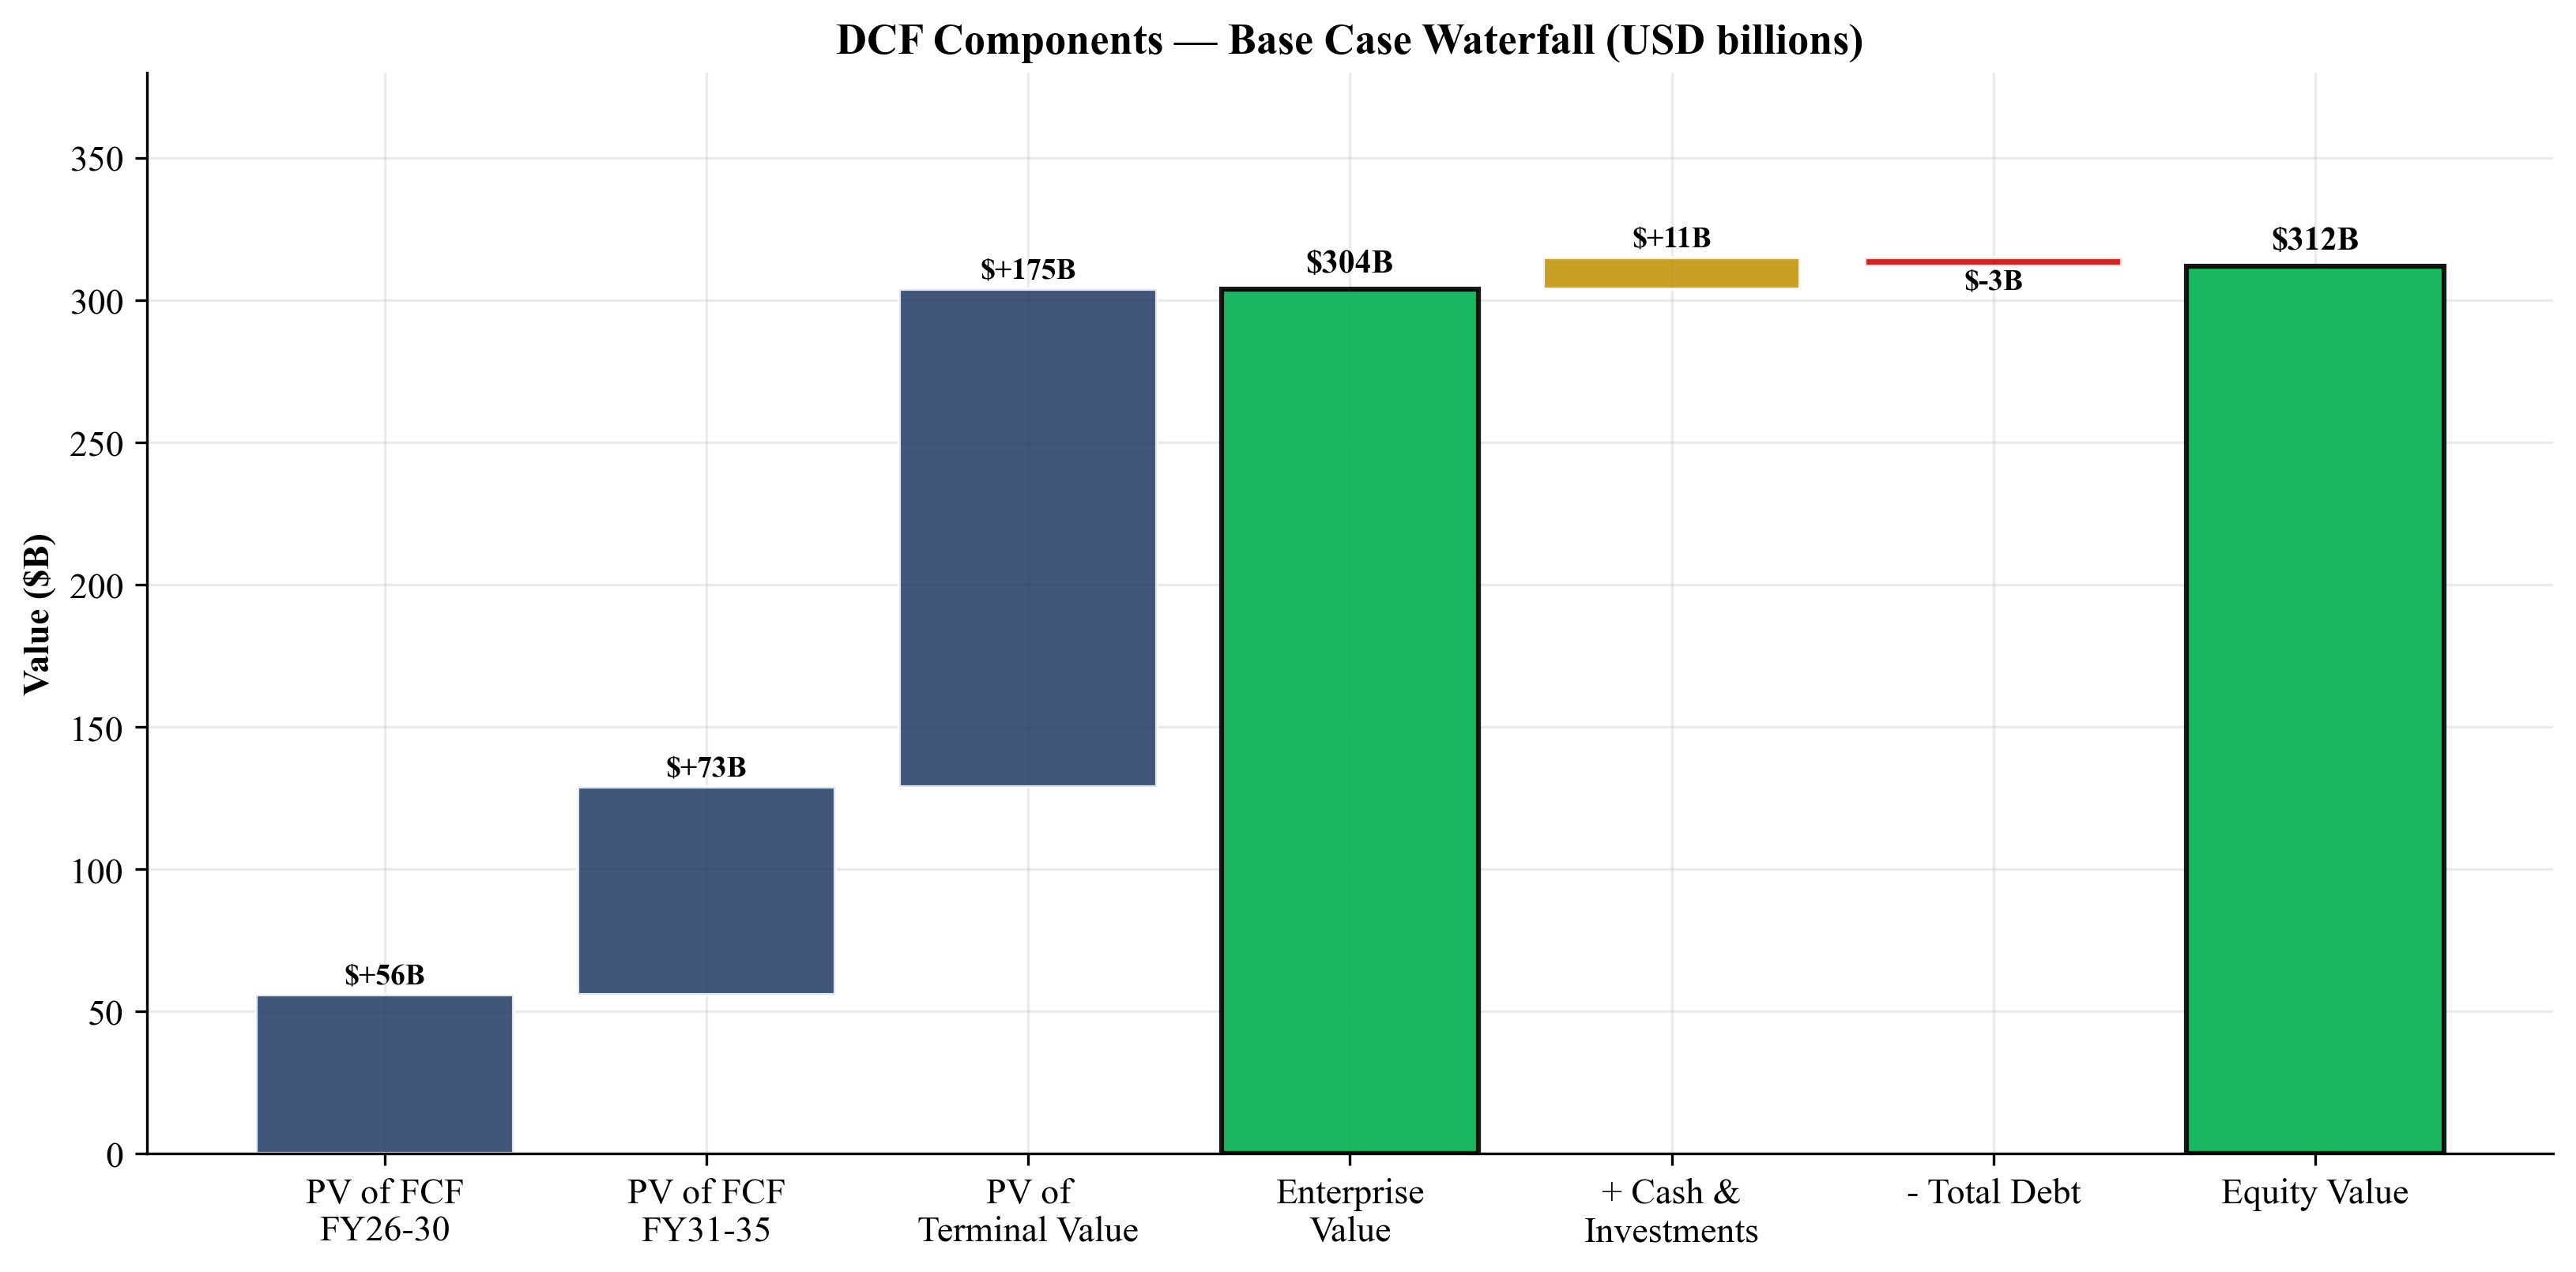 DCF Components — Base Case Waterfall (USD billions)
Value ($B)
350
300
250
200
150
100
50
0
$+56B
$+73B
$+175B
$304B
$+11B
$-3B
$312B
PV of FCF
FY26-30
PV of FCF
FY31-35
PV of
Terminal Value
Enterprise
Value
+ Cash &
Investments
- Total Debt
Equity Value